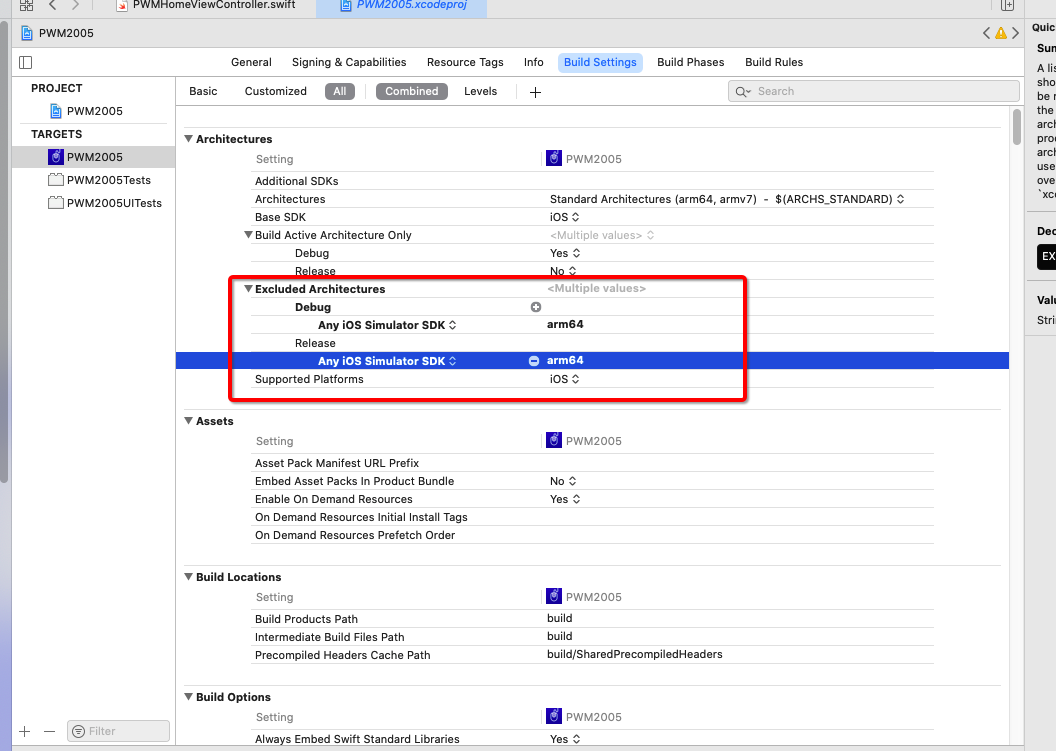 PWMHomeViewController.swift
PWM2005.xcodeproj
PWM2005
General Signing & Capabilities Resource Tags Info Build Settings Build Phases Build Rules
Basic Customized All Combined Levels + Search
PROJECT
PWM2005
TARGETS
PWM2005
PWM2005Tests
PWM2005UITests
Architectures
Setting PWM2005
Additional SDKs
Architectures Standard Architectures (arm64, armv7) - $(ARCHS_STANDARD)
Base SDK iOS
Build Active Architecture Only <Multiple values>
Debug Yes
Release No
Excluded Architectures <Multiple values>
Debug
Any iOS Simulator SDK arm64
Release
Any iOS Simulator SDK arm64
Supported Platforms iOS
Assets
Setting PWM2005
Asset Pack Manifest URL Prefix
Embed Asset Packs In Product Bundle No
Enable On Demand Resources Yes
On Demand Resources Initial Install Tags
On Demand Resources Prefetch Order
Build Locations
Setting PWM2005
Build Products Path build
Intermediate Build Files Path build
Precompiled Headers Cache Path build/SharedPrecompiledHeaders
Build Options
Setting PWM2005
Always Embed Swift Standard Libraries Yes
Filter
Quic
Sum
A li
sho
be r
the
arch
pro
arch
use
ove
`xc
Dec
EX
Valu
Stri